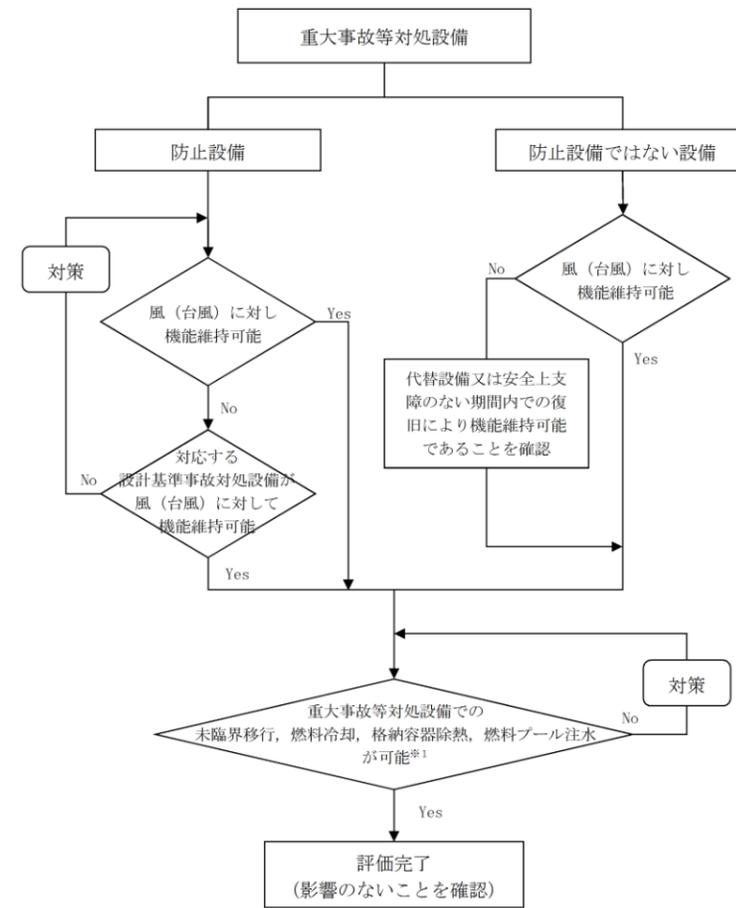 重大事故等対処設備
防止設備
防止設備ではない設備
対策
風（台風）に対し
機能維持可能
Yes
No
風（台風）に対し
機能維持可能
No
Yes
代替設備又は安全上支
障のない期間内での復
旧により機能維持可能
であることを確認
対応する
設計基準事故対処設備が
風（台風）に対して
機能維持可能
No
Yes
対策
重大事故等対処設備での
未臨界移行，燃料冷却，格納容器除熱，燃料プール注水
が可能※1
No
Yes
評価完了
（影響のないことを確認）